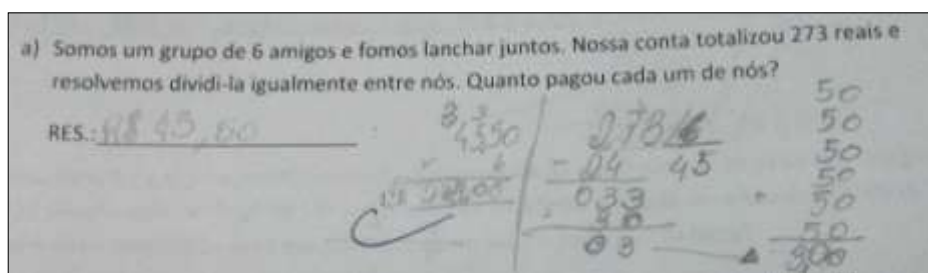 a) Somos um grupo de 6 amigos e fomos lanchar juntos. Nossa conta totalizou 273 reais e
resolvemos dividi-la igualmente entre nós. Quanto pagou cada um de nós?
RES.: R$ 45,50
273 6
- 24 45
033
- 30
03
50
50
50
50
+ 50
50
300